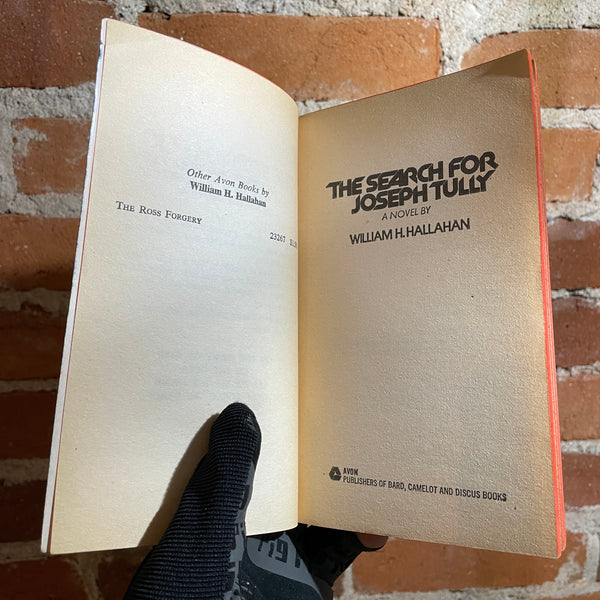 Other Avon Books by
William H. Hallahan
THE ROSS FORGERY
23267
THE SEARCH FOR
JOSEPH TULLY
A NOVEL BY
WILLIAM H. HALLAHAN
AVON
PUBLISHERS OF BARD, CAMELOT AND DISCUS BOOKS